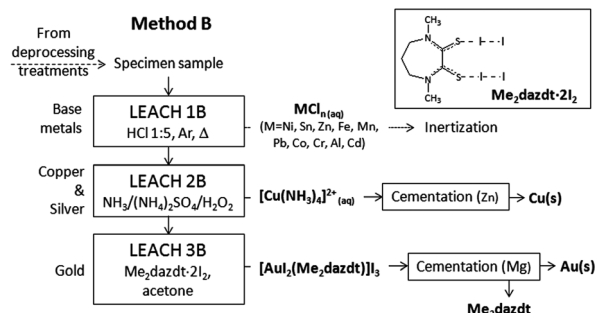 Method B
From
deprocessing
treatments
Specimen sample
CH₃
N
S
I
I
S
I
I
N
CH₃
Me₂dazdt·2I₂
Base
metals
LEACH 1B
HCl 1:5, Ar, Δ
MClₙ₍ₐq₎
(M=Ni, Sn, Zn, Fe, Mn,
Pb, Co, Cr, Al, Cd)
Inertization
Copper
&
Silver
LEACH 2B
NH₃/(NH₄)₂SO₄/H₂O₂
[Cu(NH₃)₄]²⁺₍ₐq₎
Cementation (Zn)
Cu(s)
Gold
LEACH 3B
Me₂dazdt·2I₂,
acetone
[AuI₂(Me₂dazdt)]I₃
Cementation (Mg)
Au(s)
Me₂dazdt